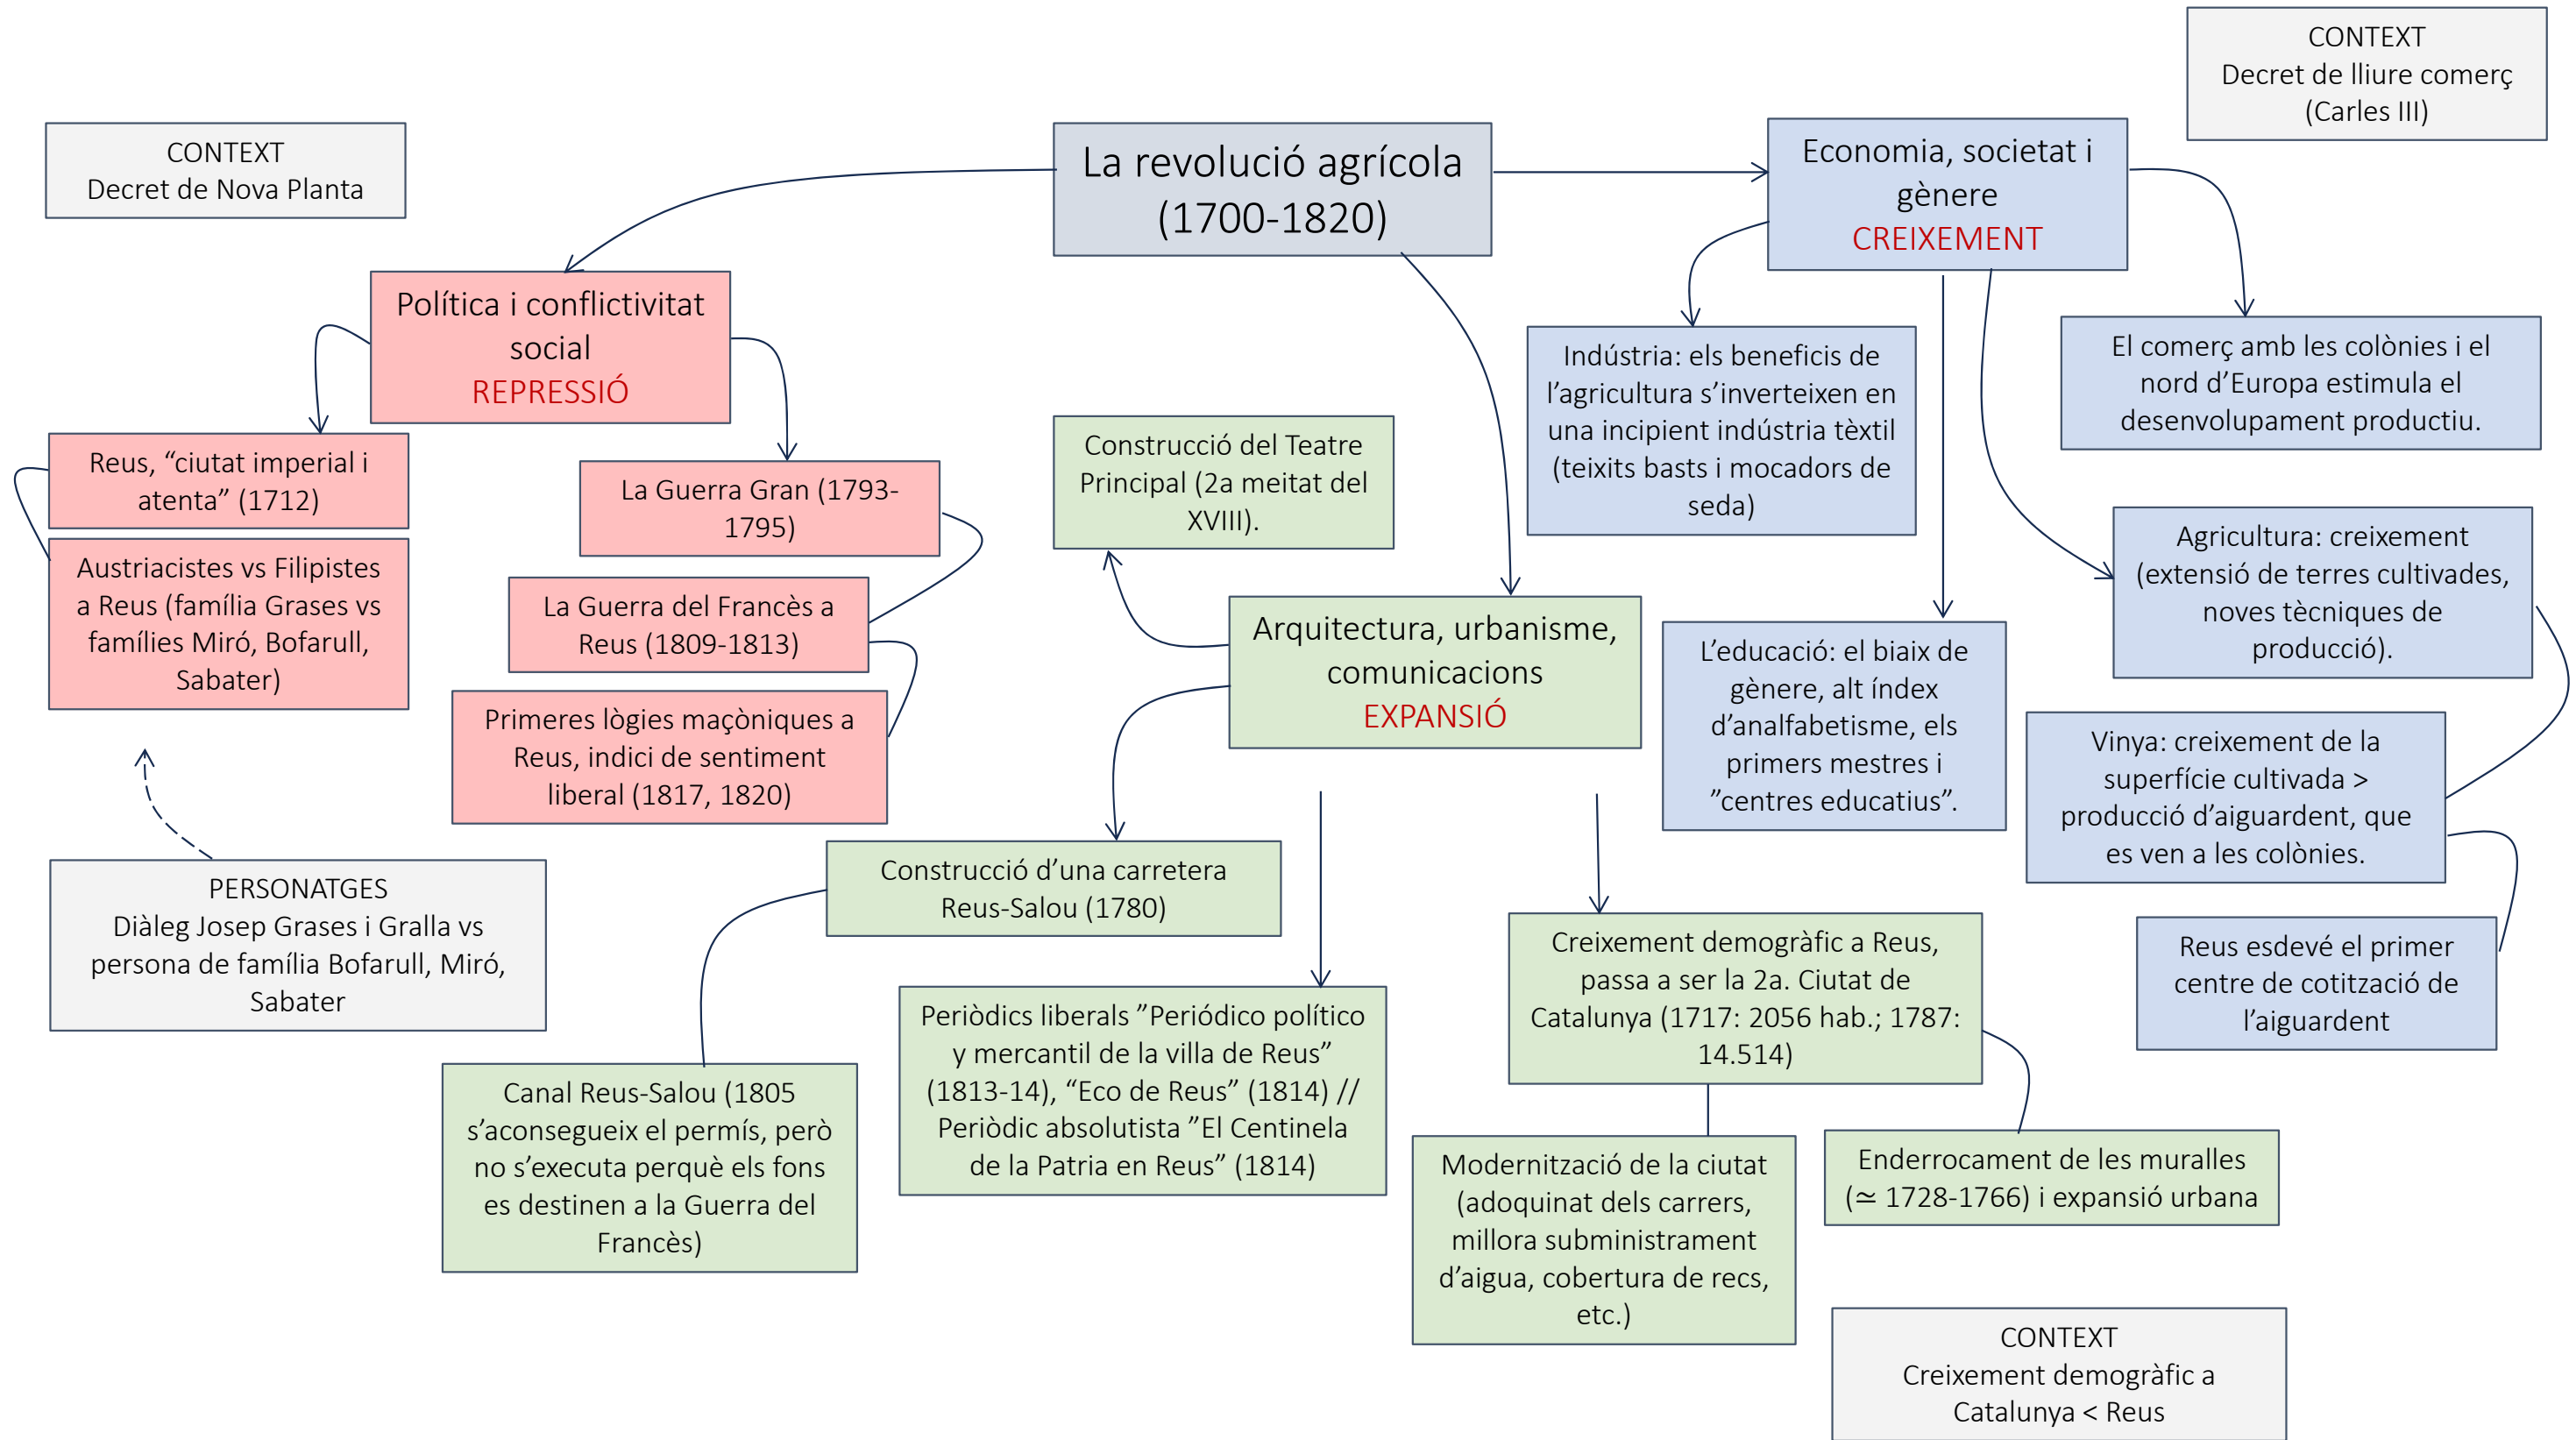 CONTEXT
Decret de lliure comerç
(Carles III)
CONTEXT
Decret de Nova Planta
La revolució agrícola
(1700-1820)
Economia, societat i
gènere
CREIXEMENT
Política i conflictivitat
social
REPRESSIÓ
Reus, “ciutat imperial i
atenta” (1712)
Austriacistes vs Filipistes
a Reus (família Grases vs
famílies Miró, Bofarull,
Sabater)
PERSONATGES
Diàleg Josep Grases i Gralla vs
persona de família Bofarull, Miró,
Sabater
La Guerra Gran (1793-
1795)
La Guerra del Francès a
Reus (1809-1813)
Primeres lògies maçòniques a
Reus, indici de sentiment
liberal (1817, 1820)
Construcció del Teatre
Principal (2a meitat del
XVIII).
Arquitectura, urbanisme,
comunicacions
EXPANSIÓ
Construcció d’una carretera
Reus-Salou (1780)
Canal Reus-Salou (1805
s’aconsegueix el permís, però
no s’executa perquè els fons
es destinen a la Guerra del
Francès)
Periòdics liberals ”Periódico político
y mercantil de la villa de Reus”
(1813-14), “Eco de Reus” (1814) //
Periòdic absolutista ”El Centinela
de la Patria en Reus” (1814)
Creixement demogràfic a Reus,
passa a ser la 2a. Ciutat de
Catalunya (1717: 2056 hab.; 1787:
14.514)
Modernització de la ciutat
(adoquinat dels carrers,
millora subministrament
d’aigua, cobertura de recs,
etc.)
Enderrocament de les muralles
(≃ 1728-1766) i expansió urbana
CONTEXT
Creixement demogràfic a
Catalunya < Reus
Indústria: els beneficis de
l’agricultura s’inverteixen en
una incipient indústria tèxtil
(teixits basts i mocadors de
seda)
L’educació: el biaix de
gènere, alt índex
d’analfabetisme, els
primers mestres i
”centres educatius”.
El comerç amb les colònies i el
nord d’Europa estimula el
desenvolupament productiu.
Agricultura: creixement
(extensió de terres cultivades,
noves tècniques de
producció).
Vinya: creixement de la
superfície cultivada >
producció d’aiguardent, que
es ven a les colònies.
Reus esdevé el primer
centre de cotització de
l’aiguardent